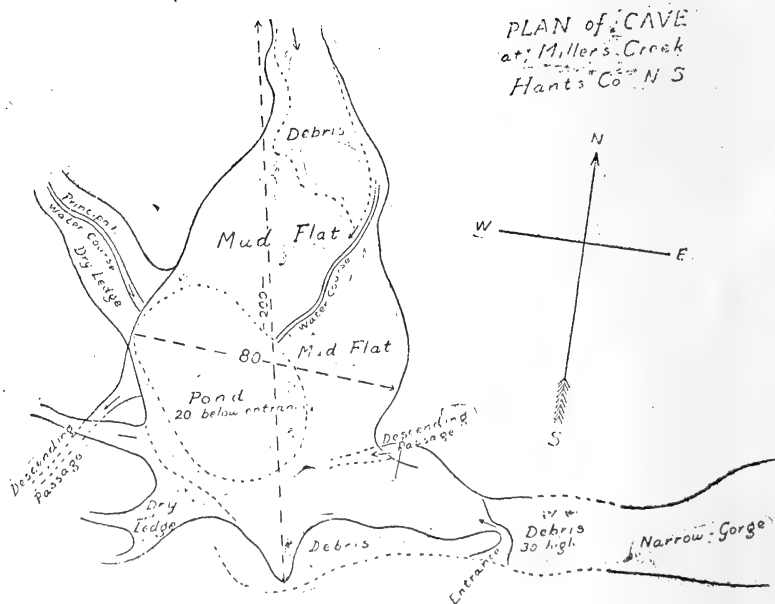 PLAN of CAVE
at Millers Creek
Hants Co N S
N
W
E
S
Debris
Principal
Water Course
Dry Ledge
Mud Flat
Water Course
200
80
Mud Flat
Pond
20 below entran
Descending
Passage
Descending
Passage
Dry
Ledge
Debris
Entrance
Debris
30 high
Narrow Gorge